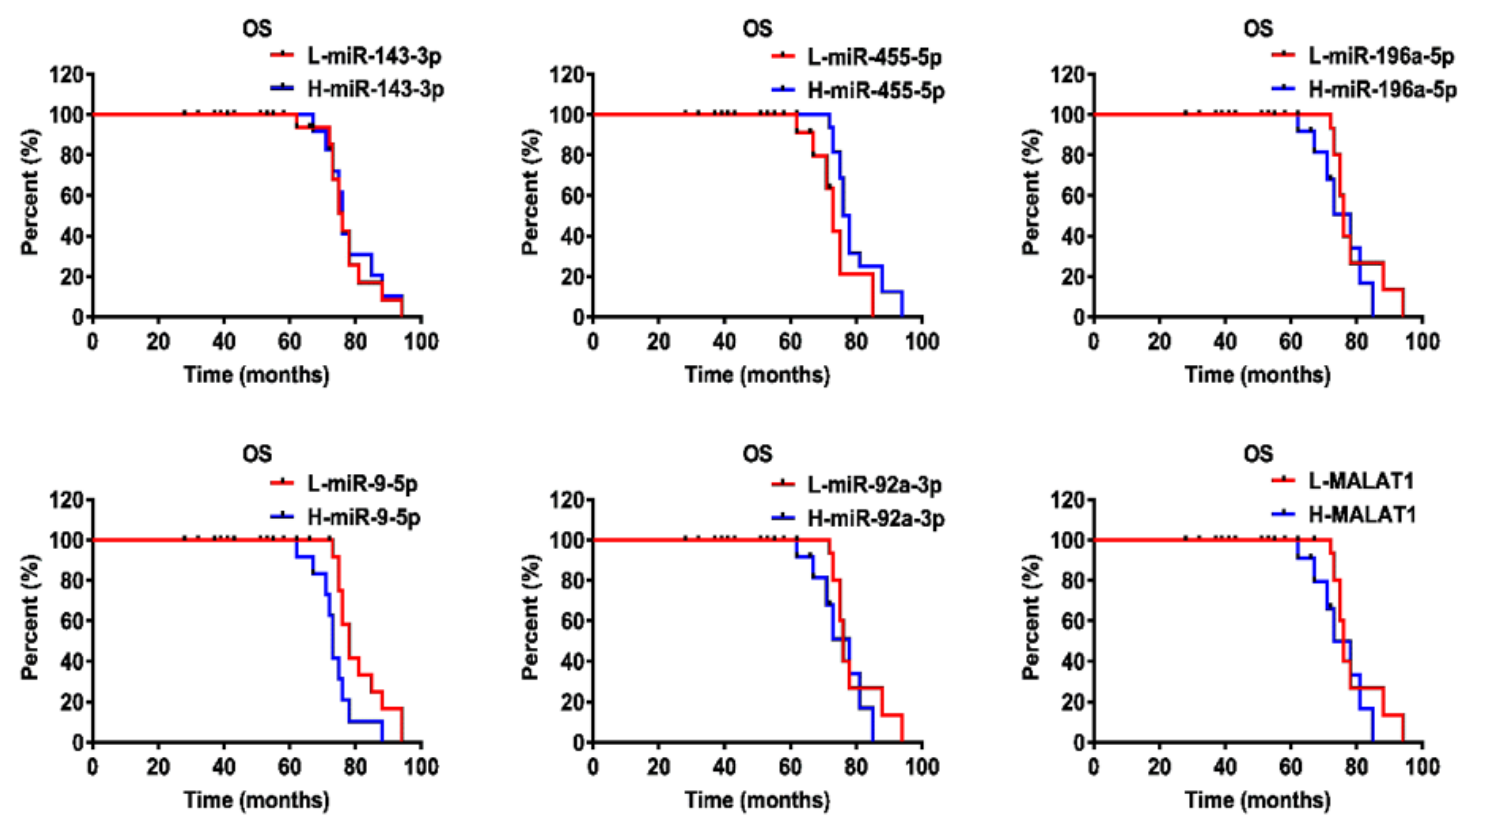 OS
L-miR-143-3p
H-miR-143-3p
120
100
80
60
40
20
0
Percent (%)
0 20 40 60 80 100
Time (months)
OS
L-miR-455-5p
H-miR-455-5p
120
100
80
60
40
20
0
Percent (%)
0 20 40 60 80 100
Time (months)
OS
L-miR-196a-5p
H-miR-196a-5p
120
100
80
60
40
20
0
Percent (%)
0 20 40 60 80 100
Time (months)
OS
L-miR-9-5p
H-miR-9-5p
120
100
80
60
40
20
0
Percent (%)
0 20 40 60 80 100
Time (months)
OS
L-miR-92a-3p
H-miR-92a-3p
120
100
80
60
40
20
0
Percent (%)
0 20 40 60 80 100
Time (months)
OS
L-MALAT1
H-MALAT1
120
100
80
60
40
20
0
Percent (%)
0 20 40 60 80 100
Time (months)